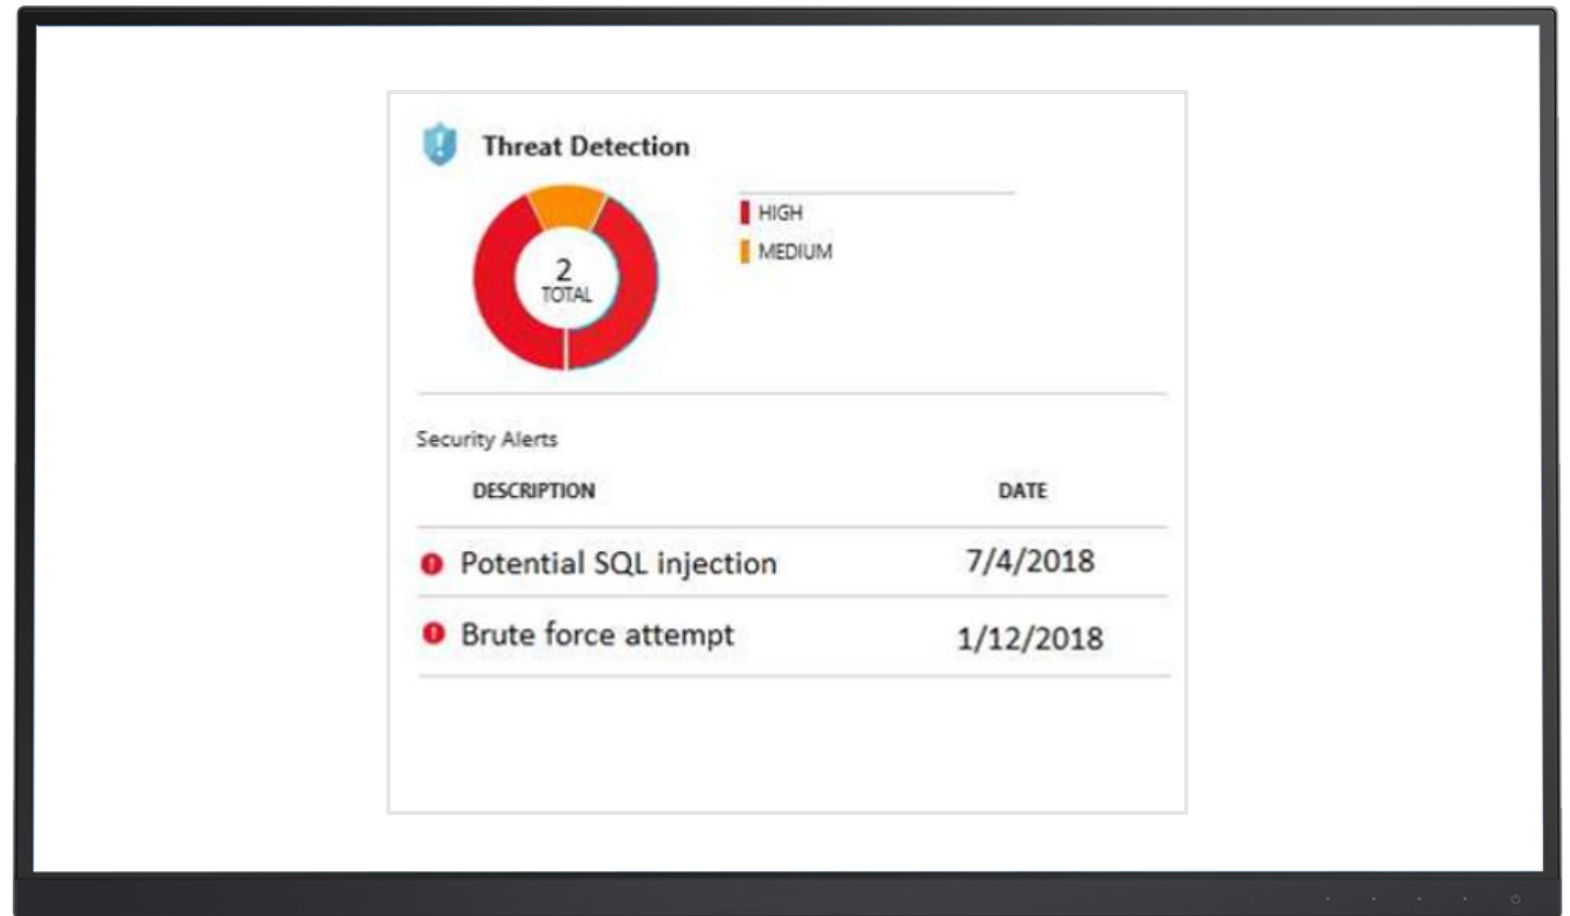 Threat Detection
HIGH
MEDIUM
2
TOTAL
Security Alerts
DESCRIPTION DATE
Potential SQL injection 7/4/2018
Brute force attempt 1/12/2018